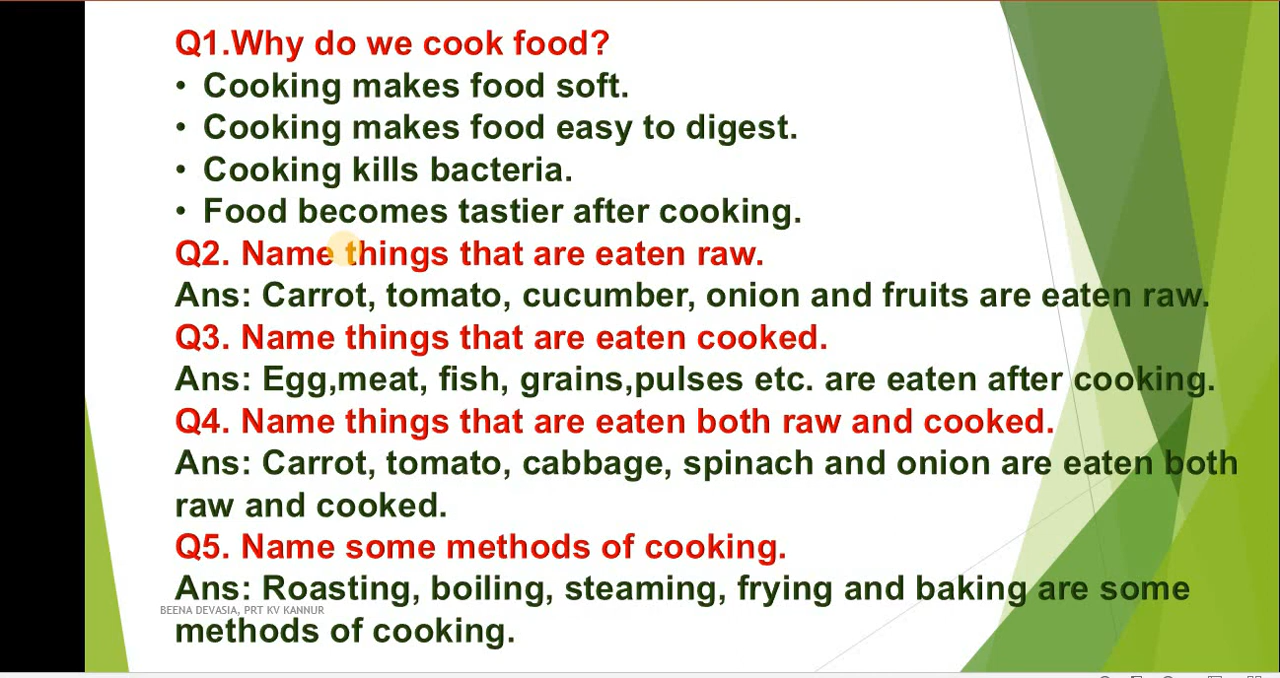 Q1.Why do we cook food?
• Cooking makes food soft.
• Cooking makes food easy to digest.
• Cooking kills bacteria.
• Food becomes tastier after cooking.
Q2. Name things that are eaten raw.
Ans: Carrot, tomato, cucumber, onion and fruits are eaten raw.
Q3. Name things that are eaten cooked.
Ans: Egg,meat, fish, grains,pulses etc. are eaten after cooking.
Q4. Name things that are eaten both raw and cooked.
Ans: Carrot, tomato, cabbage, spinach and onion are eaten both
raw and cooked.
Q5. Name some methods of cooking.
Ans: Roasting, boiling, steaming, frying and baking are some
BEENA DEVASIA, PRT KV KANNUR
methods of cooking.